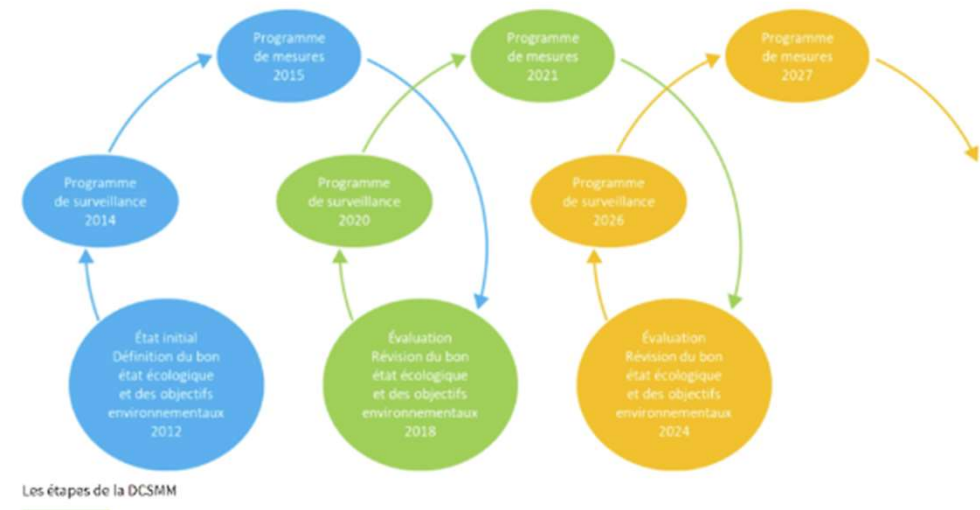 Programme
de mesures
2015
Programme
de mesures
2021
Programme
de mesures
2027
Programme
de surveillance
2014
Programme
de surveillance
2020
Programme
de surveillance
2026
État initial
Définition du bon
état écologique
et des objectifs
environnementaux
2012
Évaluation
Révision du bon
état écologique
et des objectifs
environnementaux
2018
Évaluation
Révision du bon
état écologique
et des objectifs
environnementaux
2024
Les étapes de la DCSMM